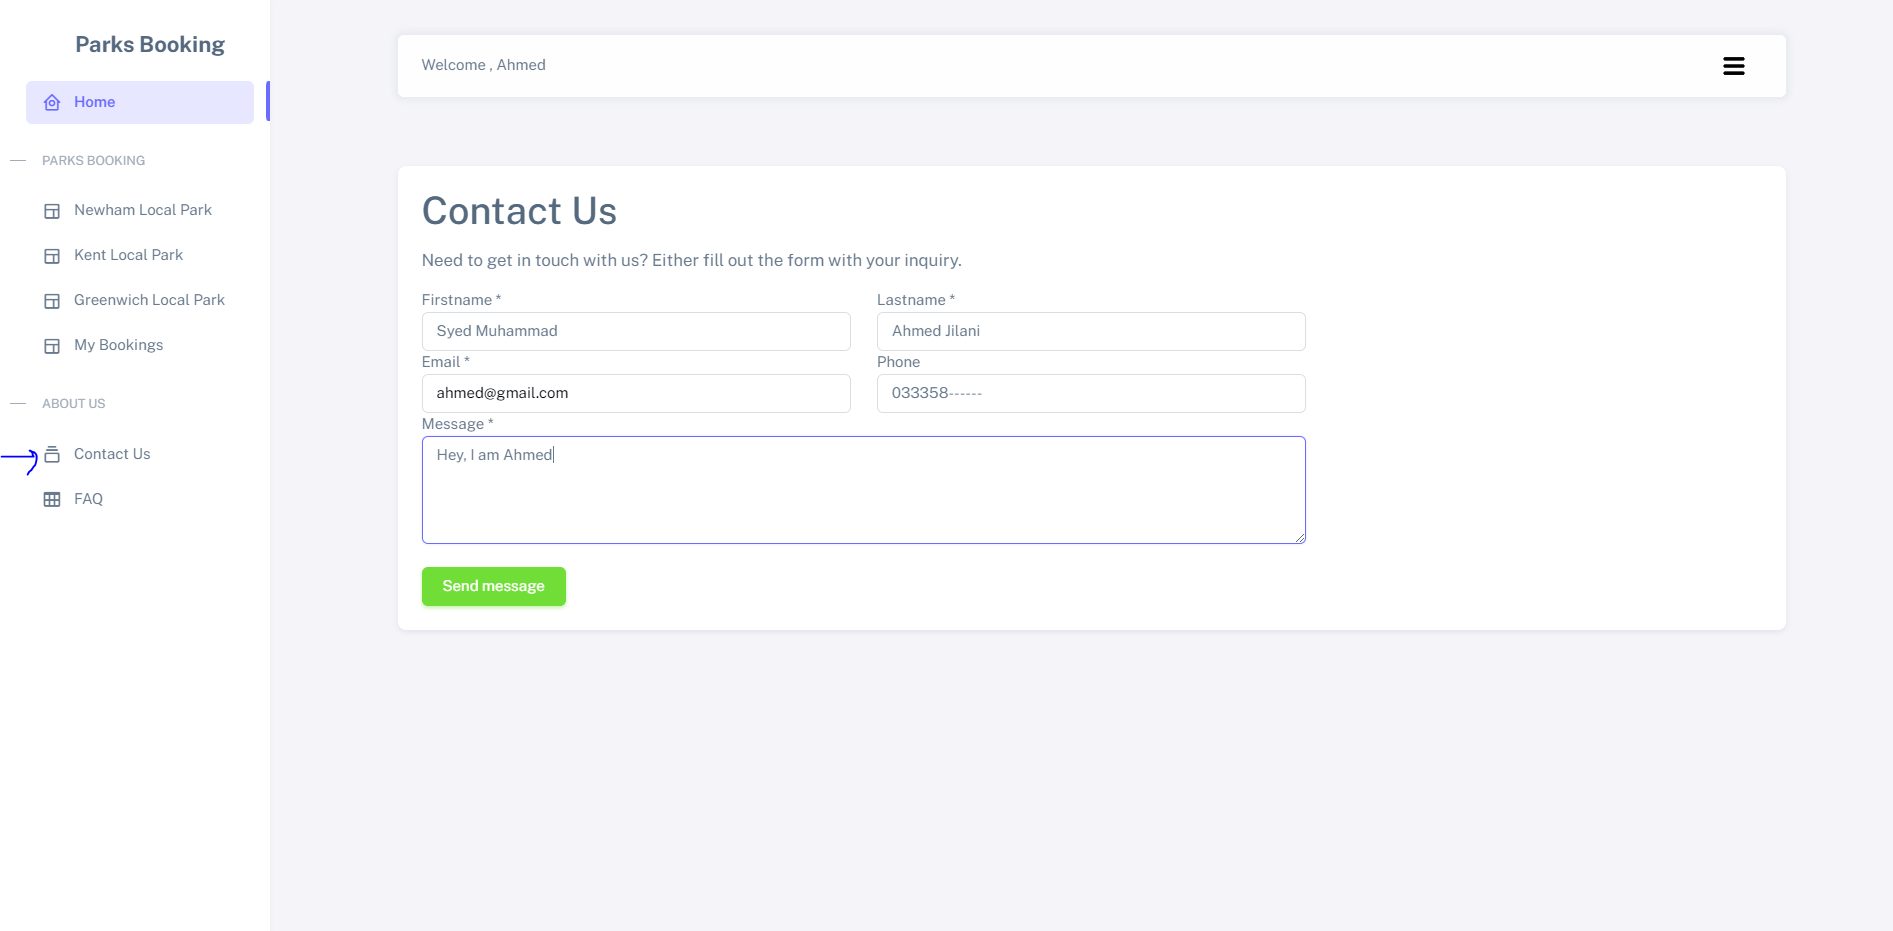 Parks Booking
Home
PARKS BOOKING
Newham Local Park
Kent Local Park
Greenwich Local Park
My Bookings
ABOUT US
Contact Us
FAQ
Welcome , Ahmed
Contact Us
Need to get in touch with us? Either fill out the form with your inquiry.
Firstname * Lastname *
Syed Muhammad Ahmed Jilani
Email * Phone
ahmed@gmail.com 033358------
Message *
Hey, I am Ahmed
Send message